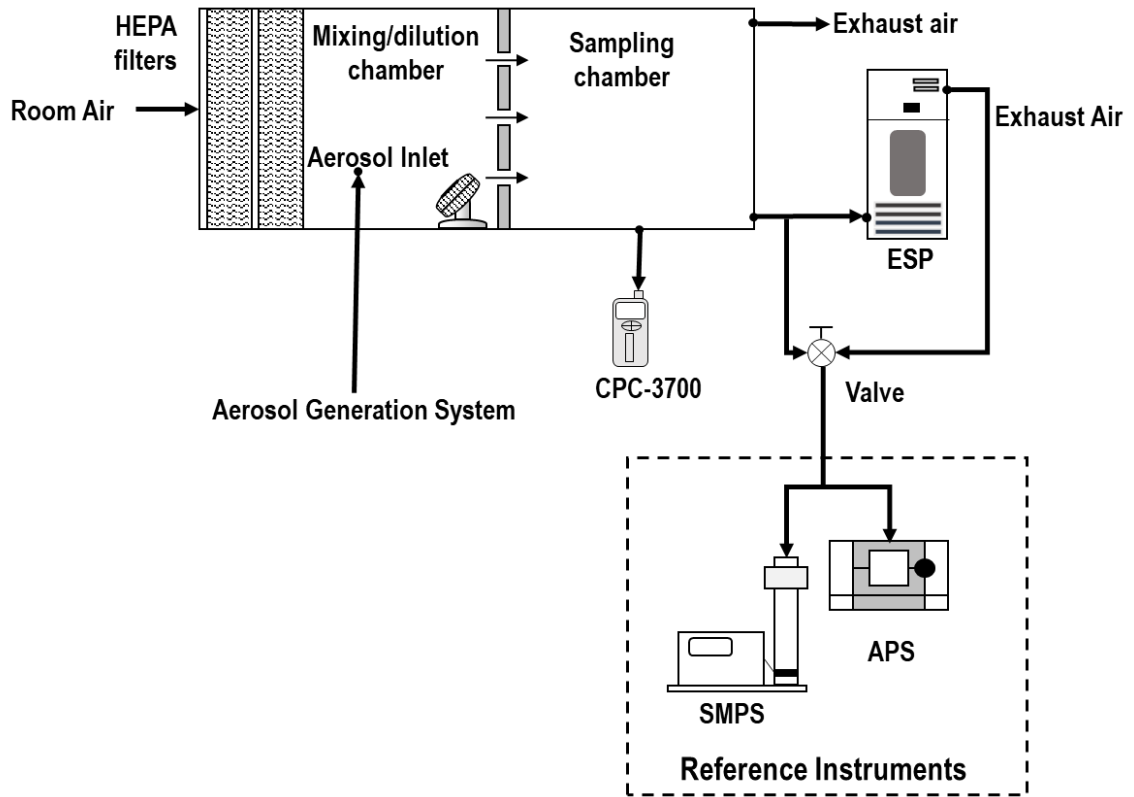 HEPA
filters
Mixing/dilution
chamber
Sampling
chamber
Exhaust air
Room Air
Exhaust Air
Aerosol Inlet
ESP
CPC-3700
Valve
Aerosol Generation System
APS
SMPS
Reference Instruments